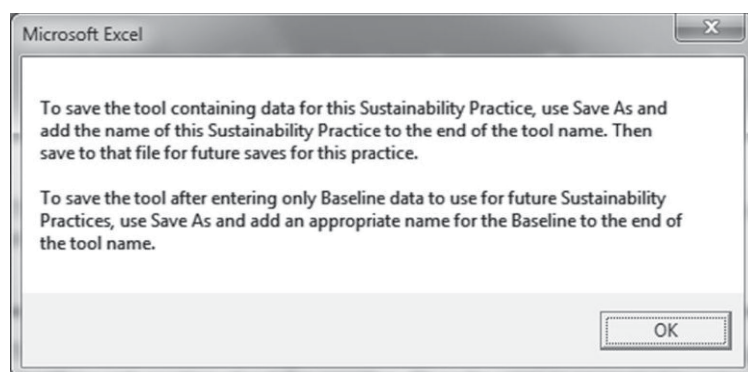 Microsoft Excel
To save the tool containing data for this Sustainability Practice, use Save As and
add the name of this Sustainability Practice to the end of the tool name. Then
save to that file for future saves for this practice.
To save the tool after entering only Baseline data to use for future Sustainability
Practices, use Save As and add an appropriate name for the Baseline to the end of
the tool name.
OK